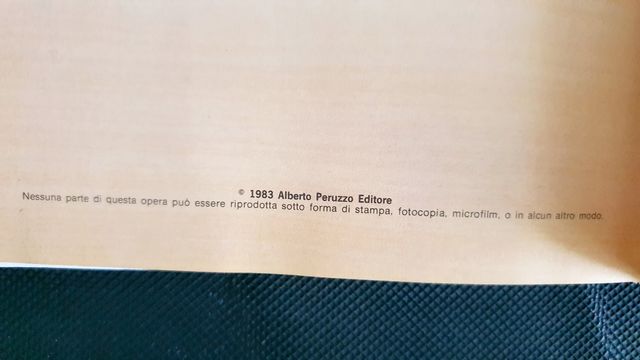 © 1983 Alberto Peruzzo Editore
Nessuna parte di questa opera può essere riprodotta sotto forma di stampa, fotocopia, microfilm, o in alcun altro modo.